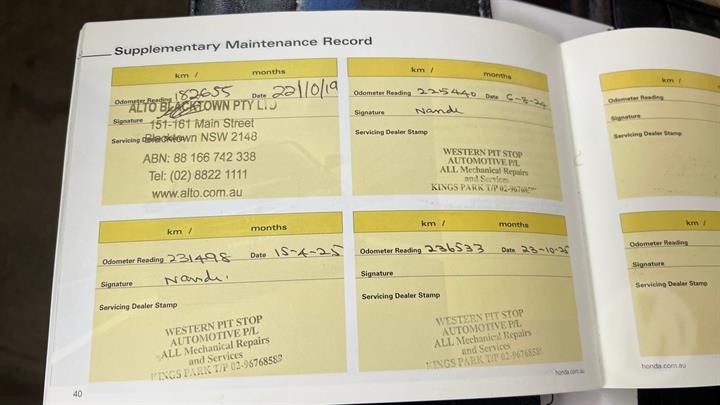 Supplementary Maintenance Record
km / months
Odometer Reading 182655 Date 22/10/19
ALTO BLACKTOWN PTY LTD
Signature
151-161 Main Street
Servicing
Blacktown NSW 2148
ABN: 88 166 742 338
Tel: (02) 8822 1111
www.alto.com.au
km / months
Odometer Reading 225440 Date 6-8-24
Signature Nandi
Servicing Dealer Stamp
WESTERN PIT STOP
AUTOMOTIVE P/L
ALL Mechanical Repairs
and Services
KINGS PARK T/P 02-967685
km / months
Odometer Reading 231498 Date 15-4-25
Signature Nandi.
Servicing Dealer Stamp
WESTERN PIT STOP
AUTOMOTIVE P/L
ALL Mechanical Repairs
and Services
KINGS PARK T/P 02-96768588
km / months
Odometer Reading 236533 Date 23-10-25
Signature
Servicing Dealer Stamp
WESTERN PIT STOP
AUTOMOTIVE P/L
ALL Mechanical Repairs
and Services
KINGS PARK T/P 02-9676858
40
honda.com.au
km /
Odometer Reading
Signature
Servicing Dealer Stamp
km /
Odometer Reading
Signature
Servicing Dealer Stamp
honda.com.au